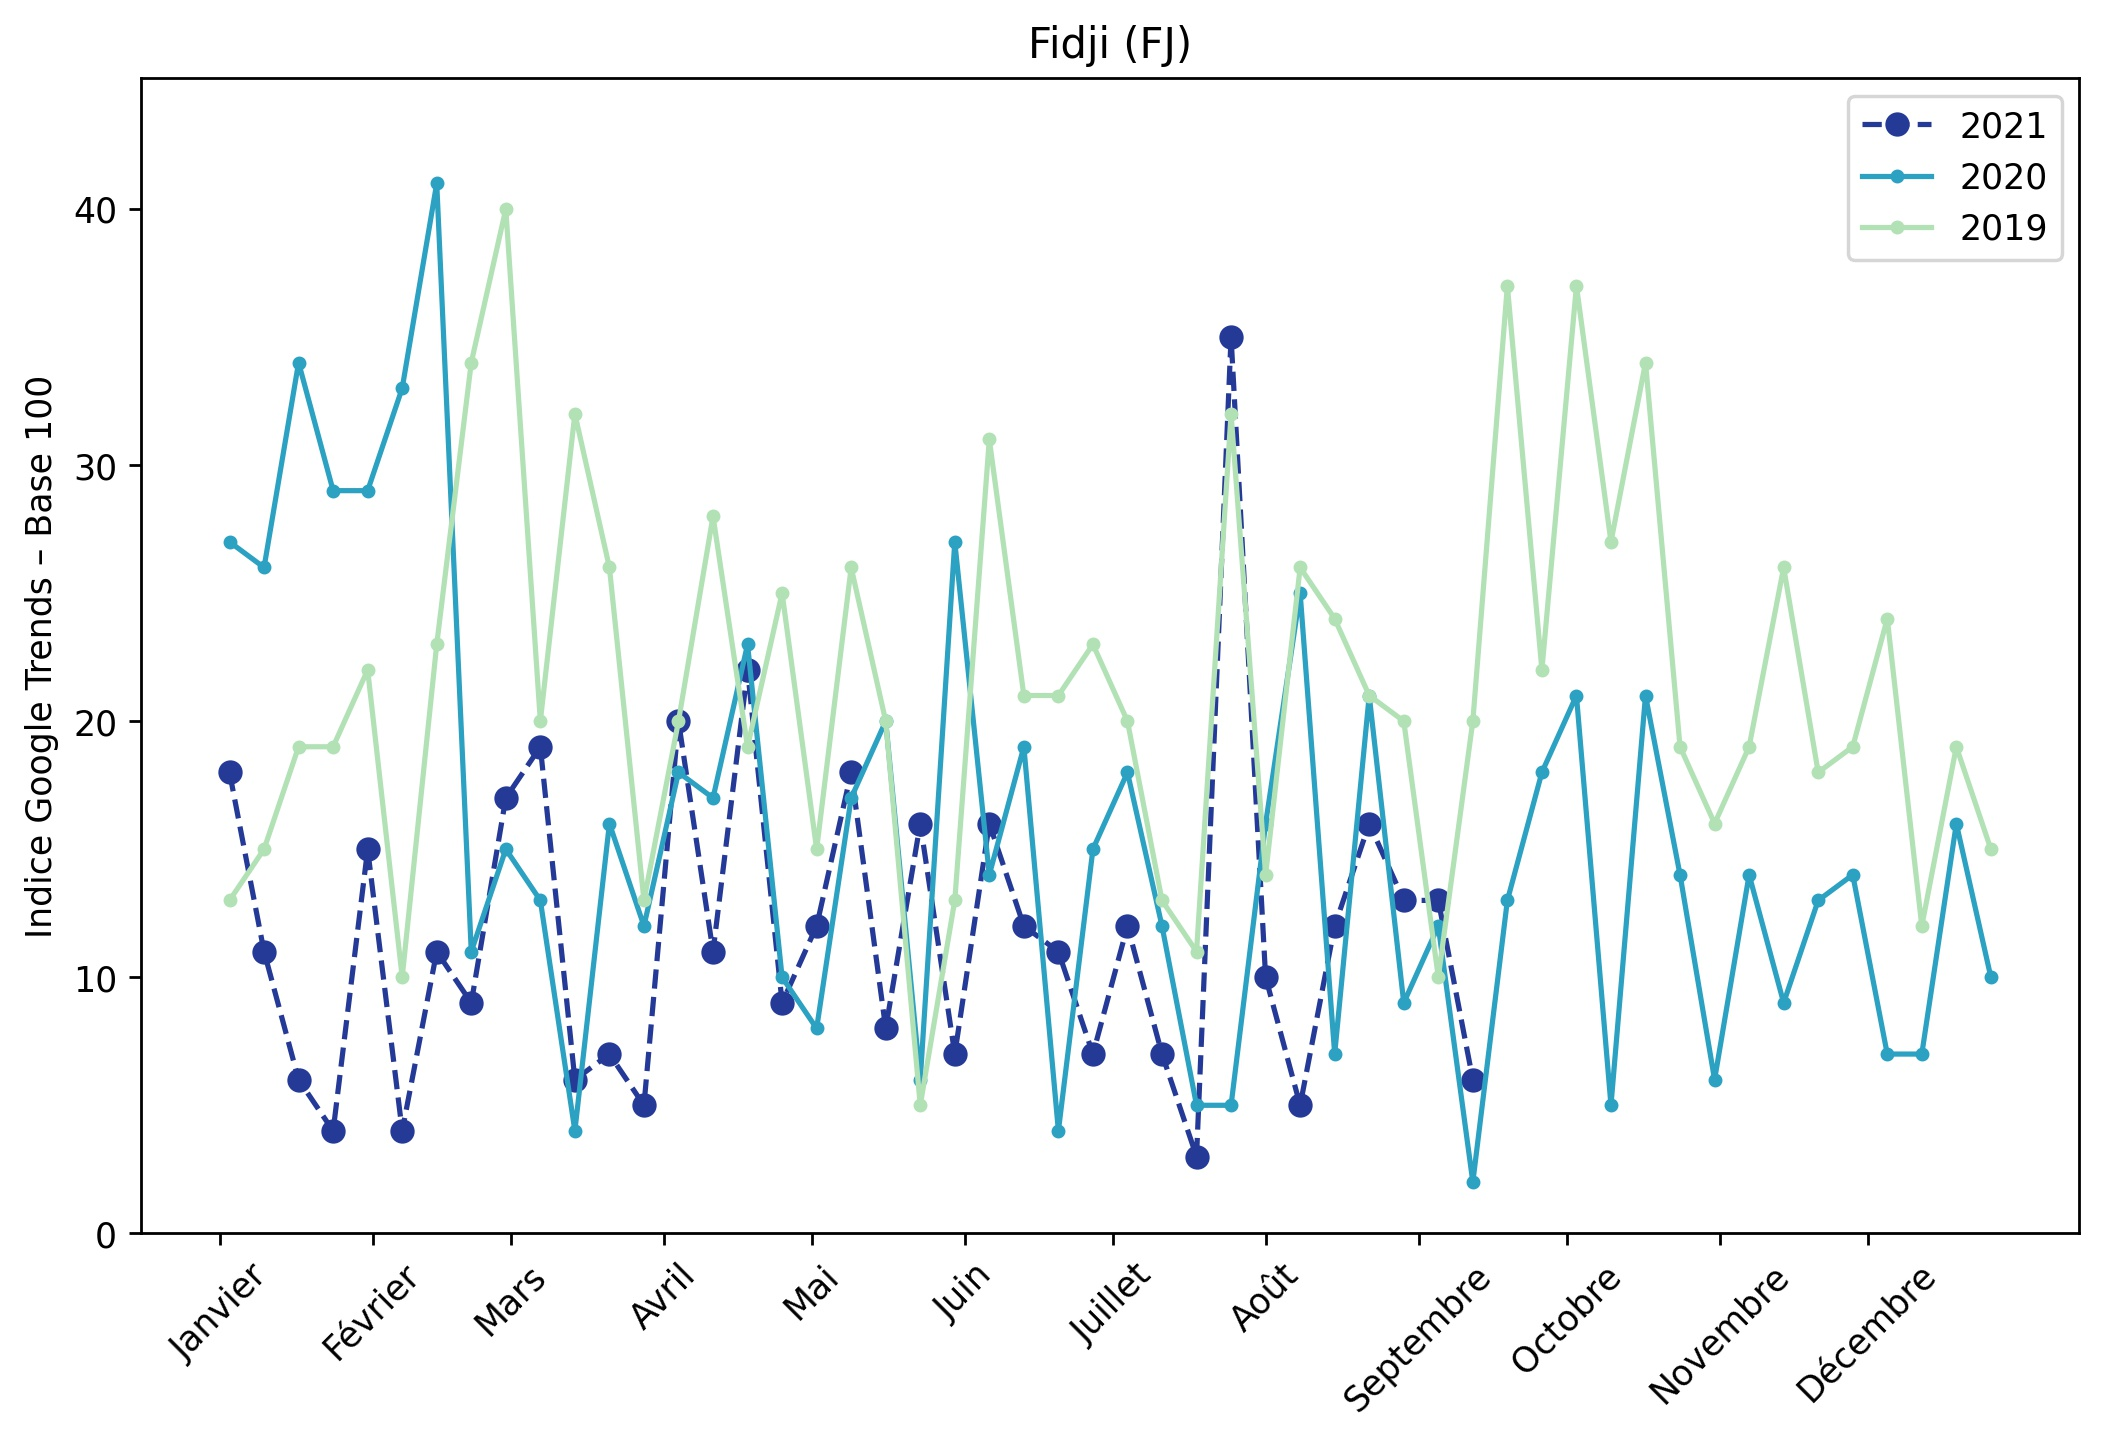 Fidji (FJ)
2021
2020
2019
Indice Google Trends – Base 100
40
30
20
10
0
Janvier
Février
Mars
Avril
Mai
Juin
Juillet
Août
Septembre
Octobre
Novembre
Décembre